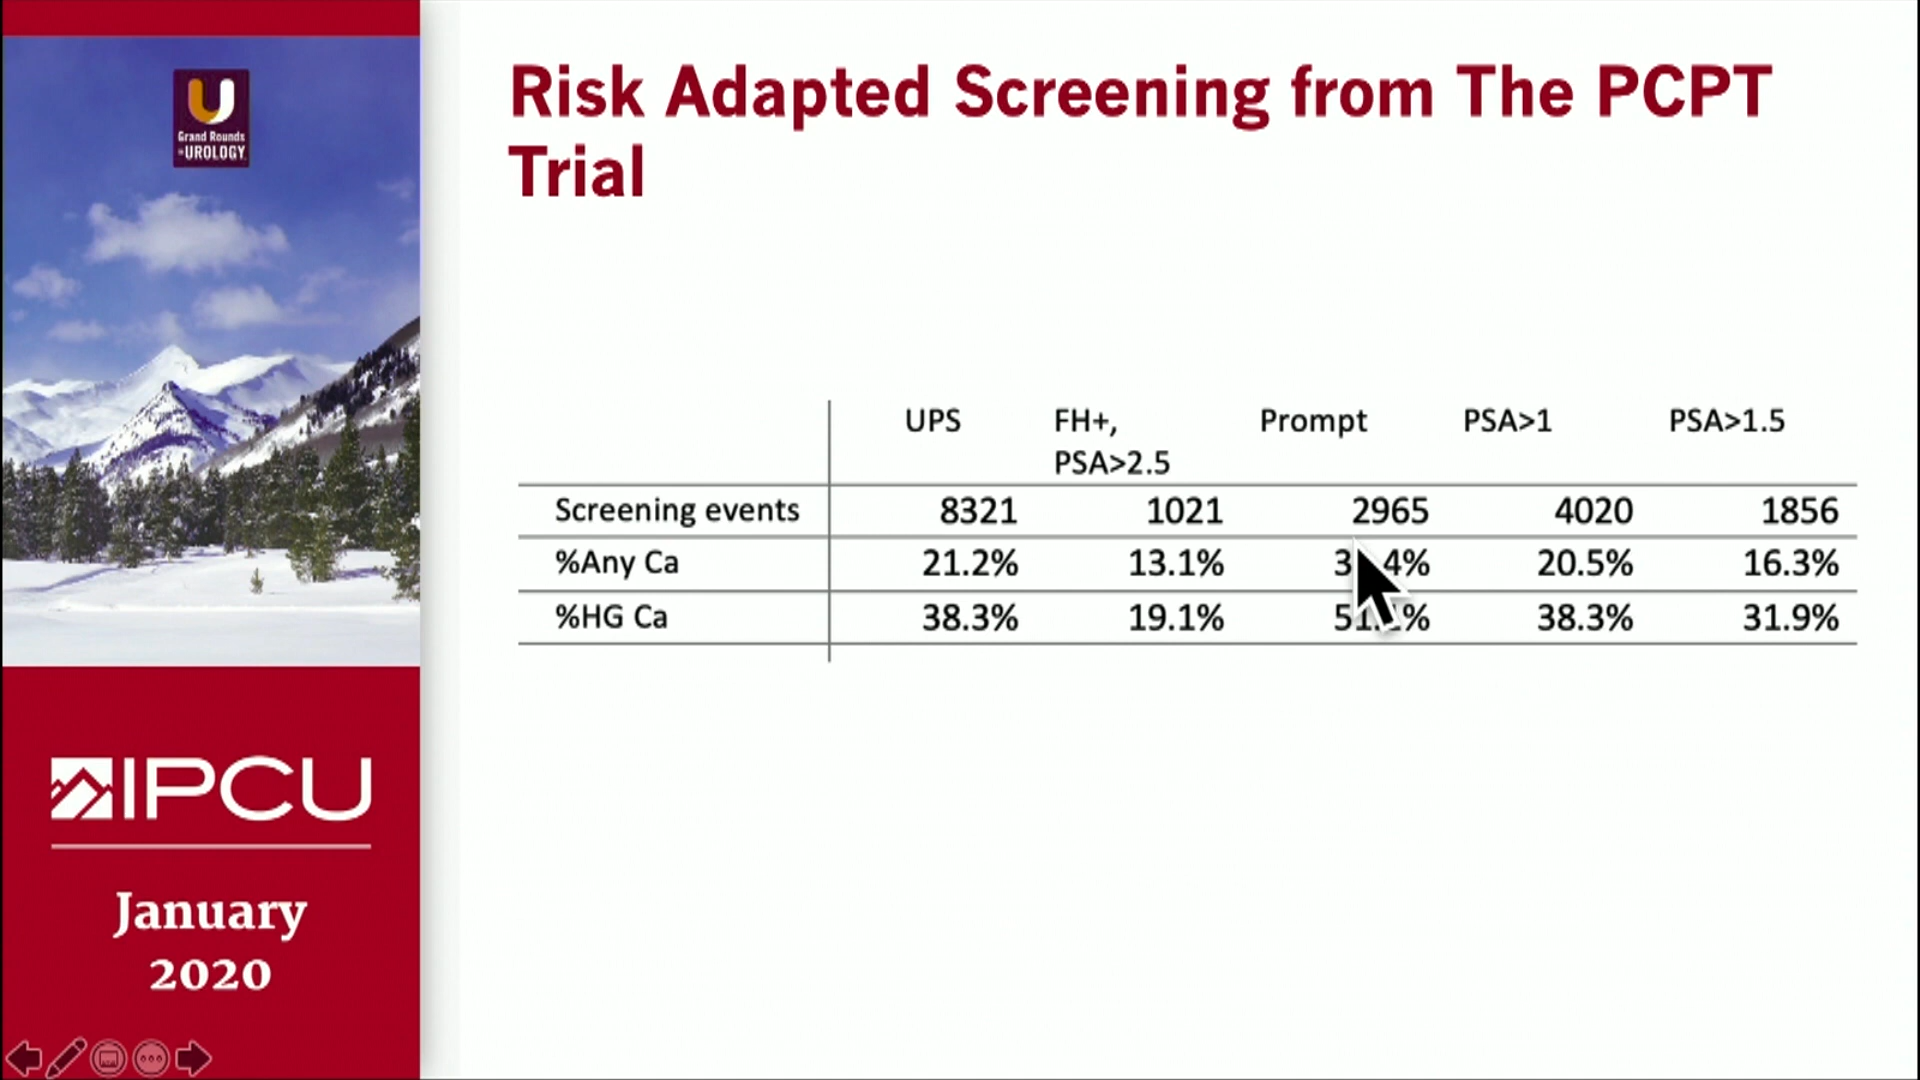 U
Grand Rounds
in UROLOGY
Risk Adapted Screening from The PCPT
Trial
UPS FH+, Prompt PSA>1 PSA>1.5
PSA>2.5
Screening events 8321 1021 2965 4020 1856
%Any Ca 21.2% 13.1% 20.5% 16.3%
%HG Ca 38.3% 19.1% 38.3% 31.9%
IPCU
January
2020